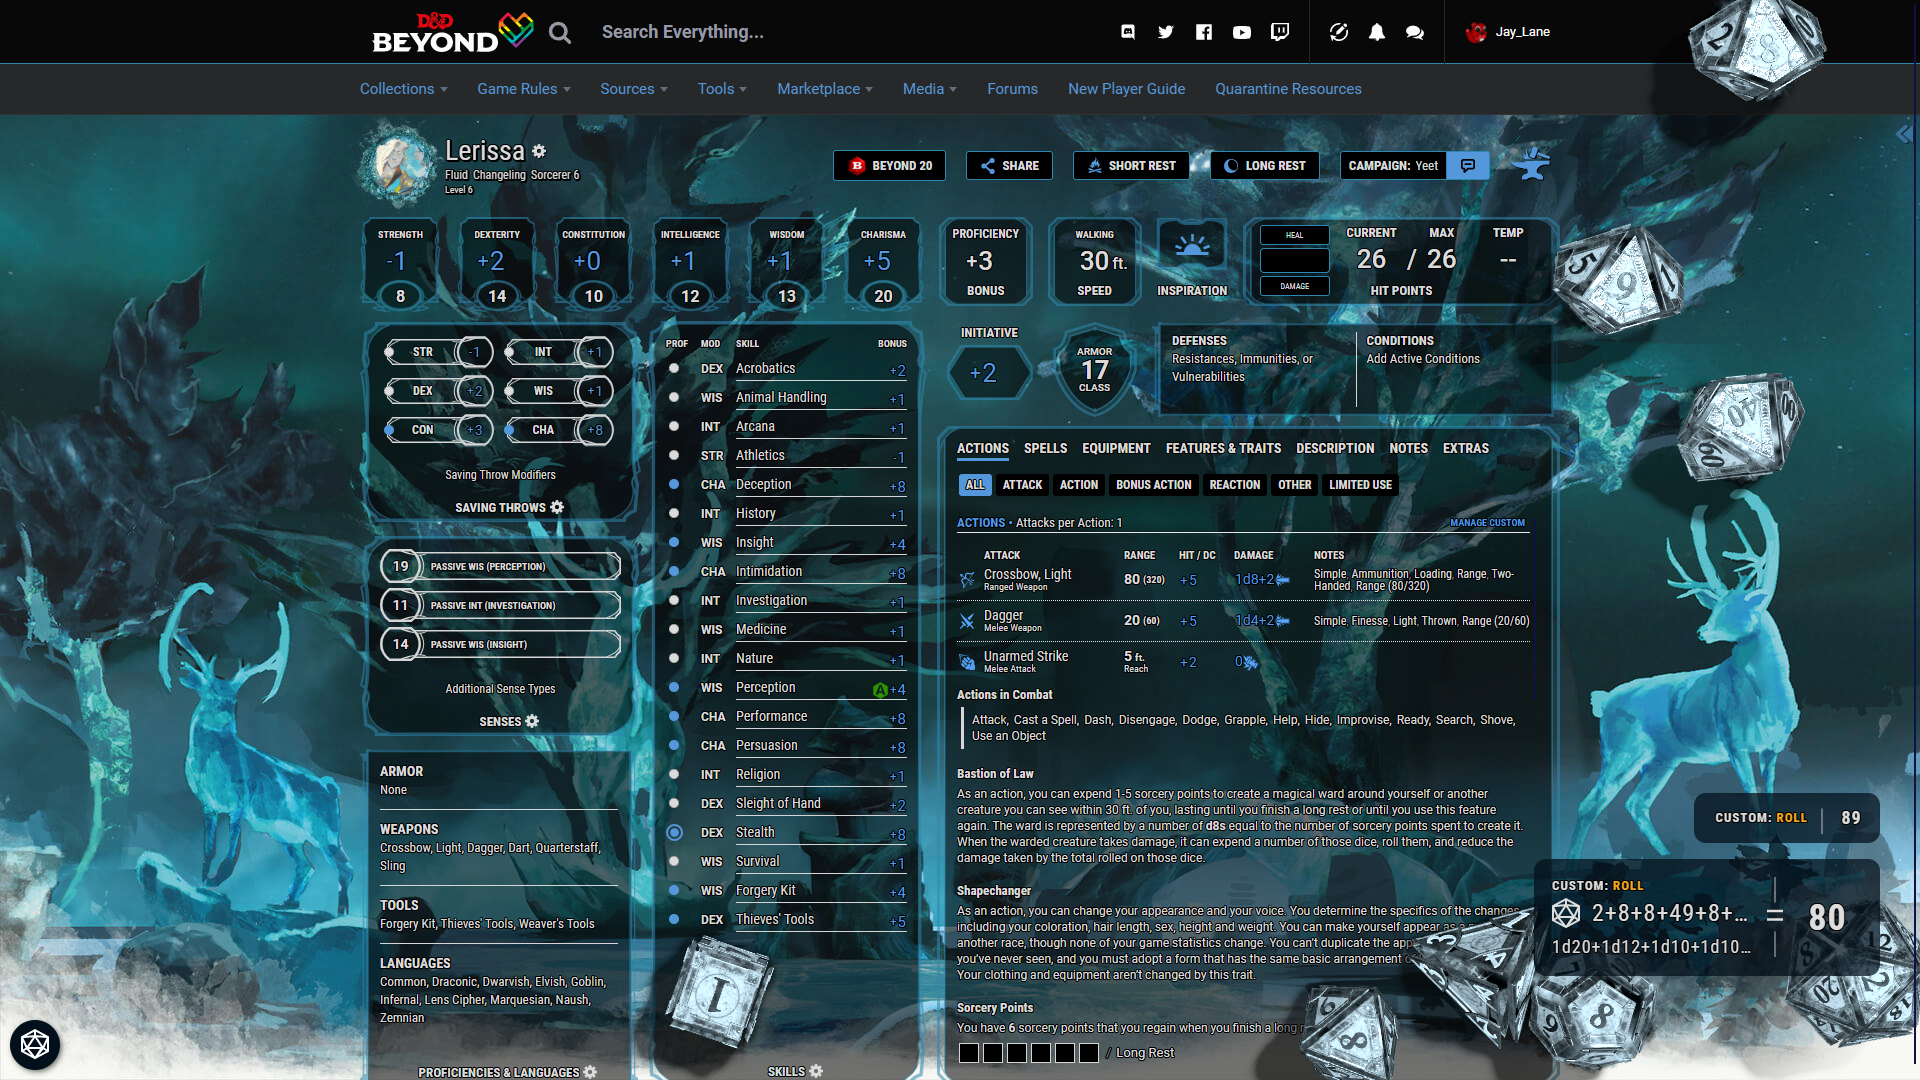 D&D
BEYOND
Search Everything...
Jay_Lane
Collections
Game Rules
Sources
Tools
Marketplace
Media
Forums
New Player Guide
Quarantine Resources
Lerissa
Fluid Changeling Sorcerer 6
Level 6
BEYOND 20
SHARE
SHORT REST
LONG REST
CAMPAIGN: Yeet
STRENGTH
-1
8
DEXTERITY
+2
14
CONSTITUTION
+0
10
INTELLIGENCE
+1
12
WISDOM
+1
13
CHARISMA
+5
20
PROFICIENCY
+3
BONUS
WALKING
30 ft.
SPEED
INSPIRATION
HEAL
DAMAGE
CURRENT MAX TEMP
26 / 26 --
HIT POINTS
STR -1
INT +1
DEX +2
WIS +1
CON +3
CHA +8
Saving Throw Modifiers
SAVING THROWS
19 PASSIVE WIS (PERCEPTION)
11 PASSIVE INT (INVESTIGATION)
14 PASSIVE WIS (INSIGHT)
Additional Sense Types
SENSES
ARMOR
None
WEAPONS
Crossbow, Light, Dagger, Dart, Quarterstaff,
Sling
TOOLS
Forgery Kit, Thieves' Tools, Weaver's Tools
LANGUAGES
Common, Draconic, Dwarvish, Elvish, Goblin,
Infernal, Lens Cipher, Marquesian, Naush,
Zemnian
PROFICIENCIES & LANGUAGES
PROF MOD SKILL BONUS
DEX Acrobatics +2
WIS Animal Handling +1
INT Arcana +1
STR Athletics -1
CHA Deception +8
INT History +1
WIS Insight +4
CHA Intimidation +8
INT Investigation +1
WIS Medicine +1
INT Nature +1
WIS Perception A +4
CHA Performance +8
CHA Persuasion +8
INT Religion +1
DEX Sleight of Hand +2
DEX Stealth +8
WIS Survival +1
WIS Forgery Kit +4
DEX Thieves' Tools +5
SKILLS
INITIATIVE
+2
ARMOR
17
CLASS
DEFENSES
Resistances, Immunities, or
Vulnerabilities
CONDITIONS
Add Active Conditions
ACTIONS SPELLS EQUIPMENT FEATURES & TRAITS DESCRIPTION NOTES EXTRAS
ALL ATTACK ACTION BONUS ACTION REACTION OTHER LIMITED USE
ACTIONS • Attacks per Action: 1
MANAGE CUSTOM
ATTACK RANGE HIT / DC DAMAGE NOTES
Crossbow, Light 80 (320) +5 1d8+2 Simple, Ammunition, Loading, Range, Two-
Ranged Weapon Handed, Range (80/320)
Dagger 20 (60) +5 1d4+2 Simple, Finesse, Light, Thrown, Range (20/60)
Melee Weapon
Unarmed Strike 5 ft. +2 0
Melee Attack Reach
Actions in Combat
Attack, Cast a Spell, Dash, Disengage, Dodge, Grapple, Help, Hide, Improvise, Ready, Search, Shove,
Use an Object
Bastion of Law
As an action, you can expend 1-5 sorcery points to create a magical ward around yourself or another
creature you can see within 30 ft. of you, lasting until you finish a long rest or until you use this feature
again. The ward is represented by a number of d8s equal to the number of sorcery points spent to create it.
When the warded creature takes damage, it can expend a number of those dice, roll them, and reduce the
damage taken by the total rolled on those dice.
Shapechanger
As an action, you can change your appearance and your voice. You determine the specifics of the changes,
including your coloration, hair length, sex, height and weight. You can make yourself appear as a
another race, though none of your game statistics change. You can't duplicate the app
you've never seen, and you must adopt a form that has the same basic arrangement
Your clothing and equipment aren't changed by this trait.
Sorcery Points
You have 6 sorcery points that you regain when you finish a long r
/ Long Rest
CUSTOM: ROLL 89
CUSTOM: ROLL
2+8+8+49+8+... = 80
1d20+1d12+1d10+1d10...
2
8
5
9
1
40
60
1
8
8
12
20
2